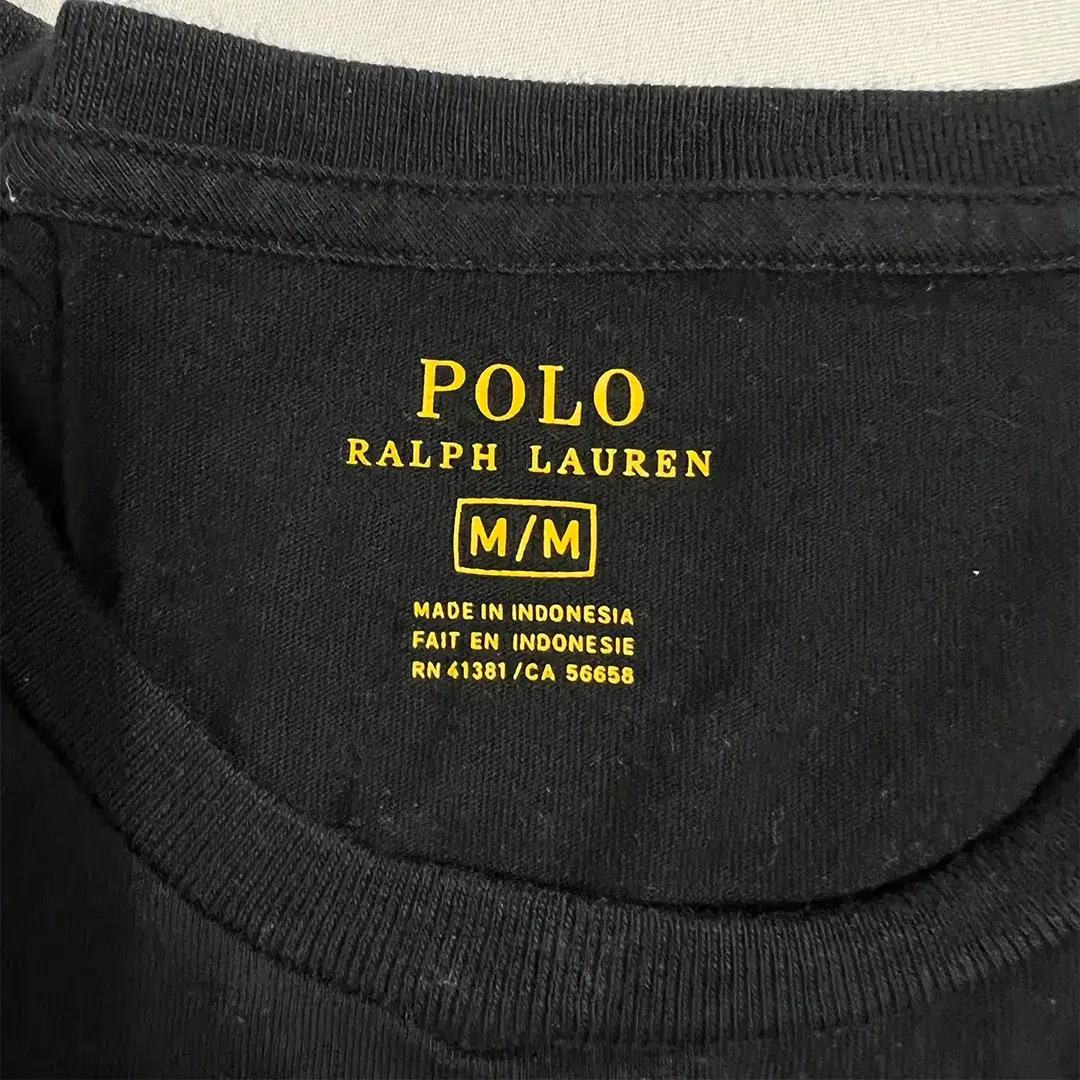 POLO
RALPH LAUREN
M/M
MADE IN INDONESIA
FAIT EN INDONESIE
RN 41381 /CA 56658